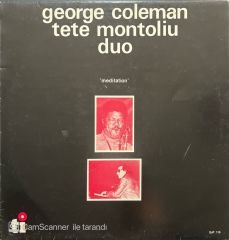 george coleman
tete montoliu
duo
'meditation'
CamScanner ile tarandı